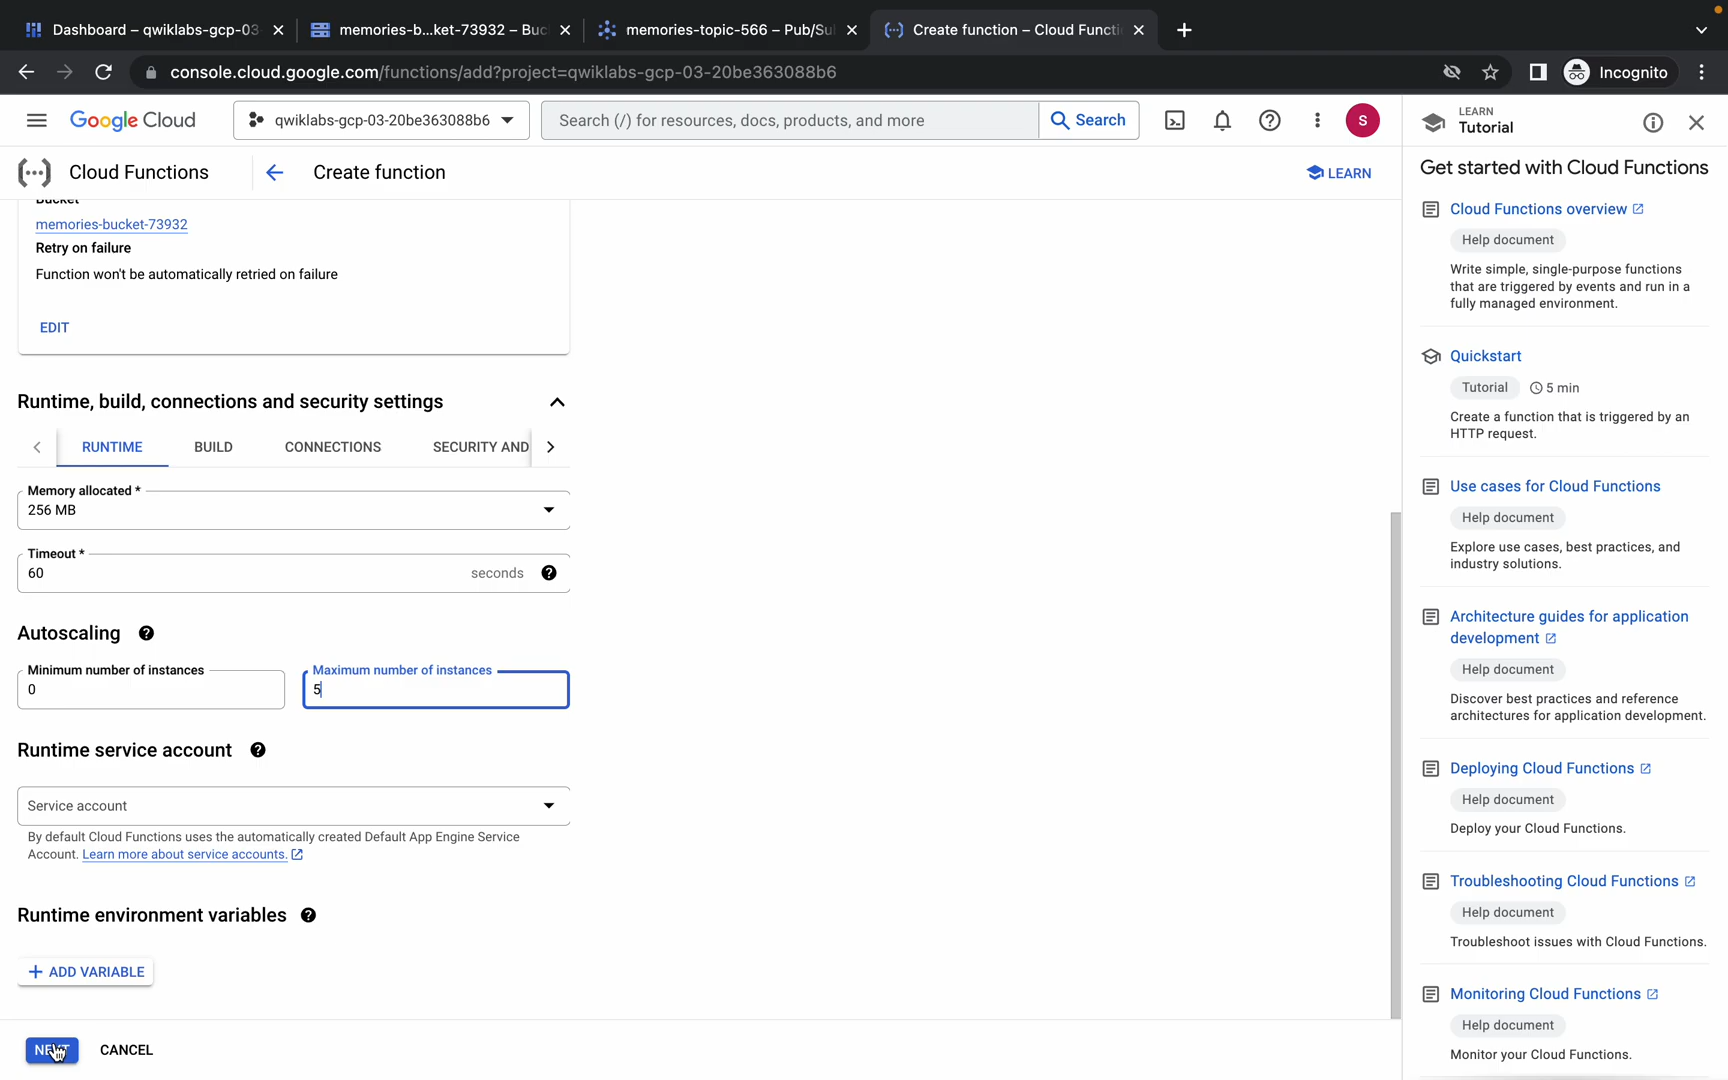 Dashboard – qwiklabs-gcp-03
memories-b...ket-73932 – Buc
memories-topic-566 – Pub/Su
Create function – Cloud Functi
console.cloud.google.com/functions/add?project=qwiklabs-gcp-03-20be363088b6
Incognito
Google Cloud
qwiklabs-gcp-03-20be363088b6
Search (/) for resources, docs, products, and more
Search
S
LEARN
Tutorial
Cloud Functions
Create function
LEARN
Bucket
memories-bucket-73932
Retry on failure
Function won't be automatically retried on failure
EDIT
Runtime, build, connections and security settings
RUNTIME
BUILD
CONNECTIONS
SECURITY AND
Memory allocated *
256 MB
Timeout *
60
seconds
Autoscaling
Minimum number of instances
0
Maximum number of instances
5
Runtime service account
Service account
By default Cloud Functions uses the automatically created Default App Engine Service
Account. Learn more about service accounts.
Runtime environment variables
+ ADD VARIABLE
NEXT
CANCEL
Get started with Cloud Functions
Cloud Functions overview
Help document
Write simple, single-purpose functions
that are triggered by events and run in a
fully managed environment.
Quickstart
Tutorial
5 min
Create a function that is triggered by an
HTTP request.
Use cases for Cloud Functions
Help document
Explore use cases, best practices, and
industry solutions.
Architecture guides for application
development
Help document
Discover best practices and reference
architectures for application development.
Deploying Cloud Functions
Help document
Deploy your Cloud Functions.
Troubleshooting Cloud Functions
Help document
Troubleshoot issues with Cloud Functions.
Monitoring Cloud Functions
Help document
Monitor your Cloud Functions.